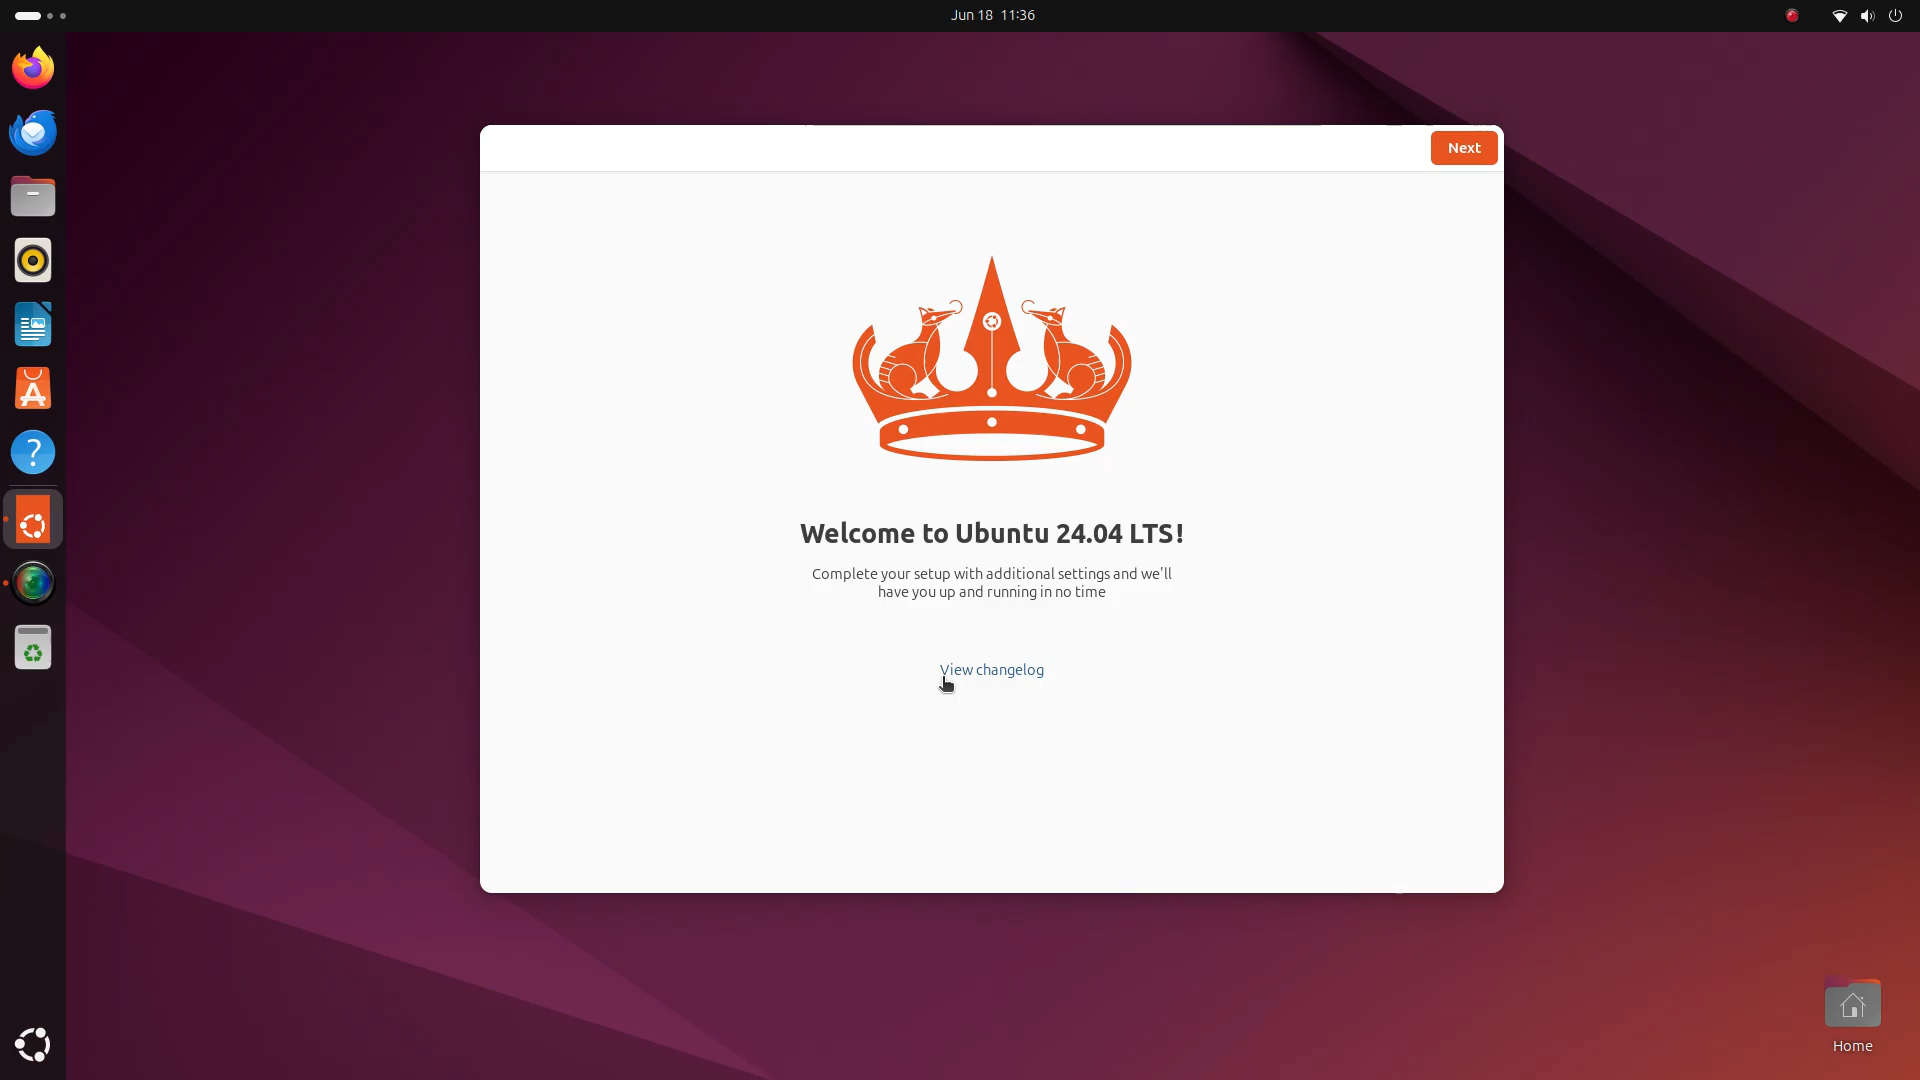 Jun 18 11:36
Next
Welcome to Ubuntu 24.04 LTS!
Complete your setup with additional settings and we'll
have you up and running in no time
View changelog
Home